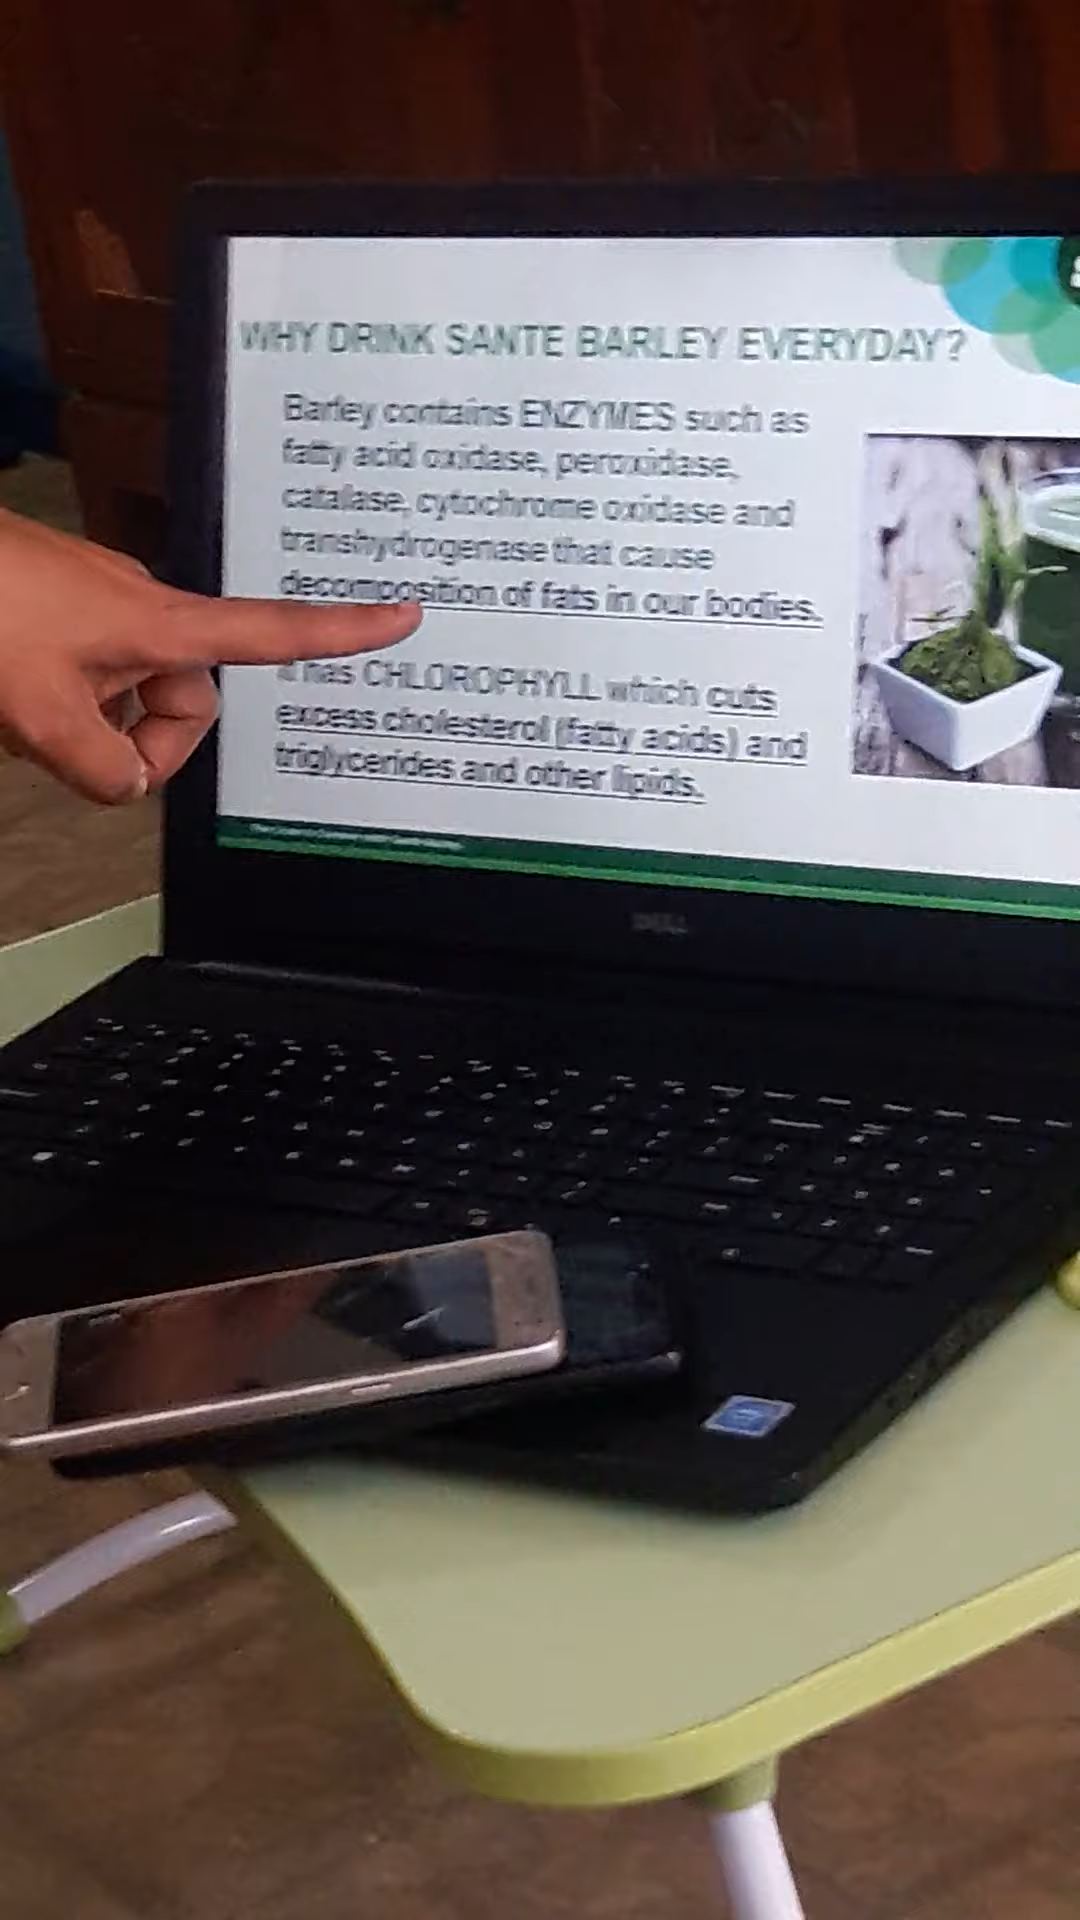 WHY DRINK SANTE BARLEY EVERYDAY?
Barley contains ENZYMES such as
fatty acid oxidase, peroxidase,
catalase, cytochrome oxidase and
transhydrogenase that cause
decomposition of fats in our bodies.
It has CHLOROPHYLL which cuts
excess cholesterol (fatty acids) and
triglycerides and other lipids.
DELL